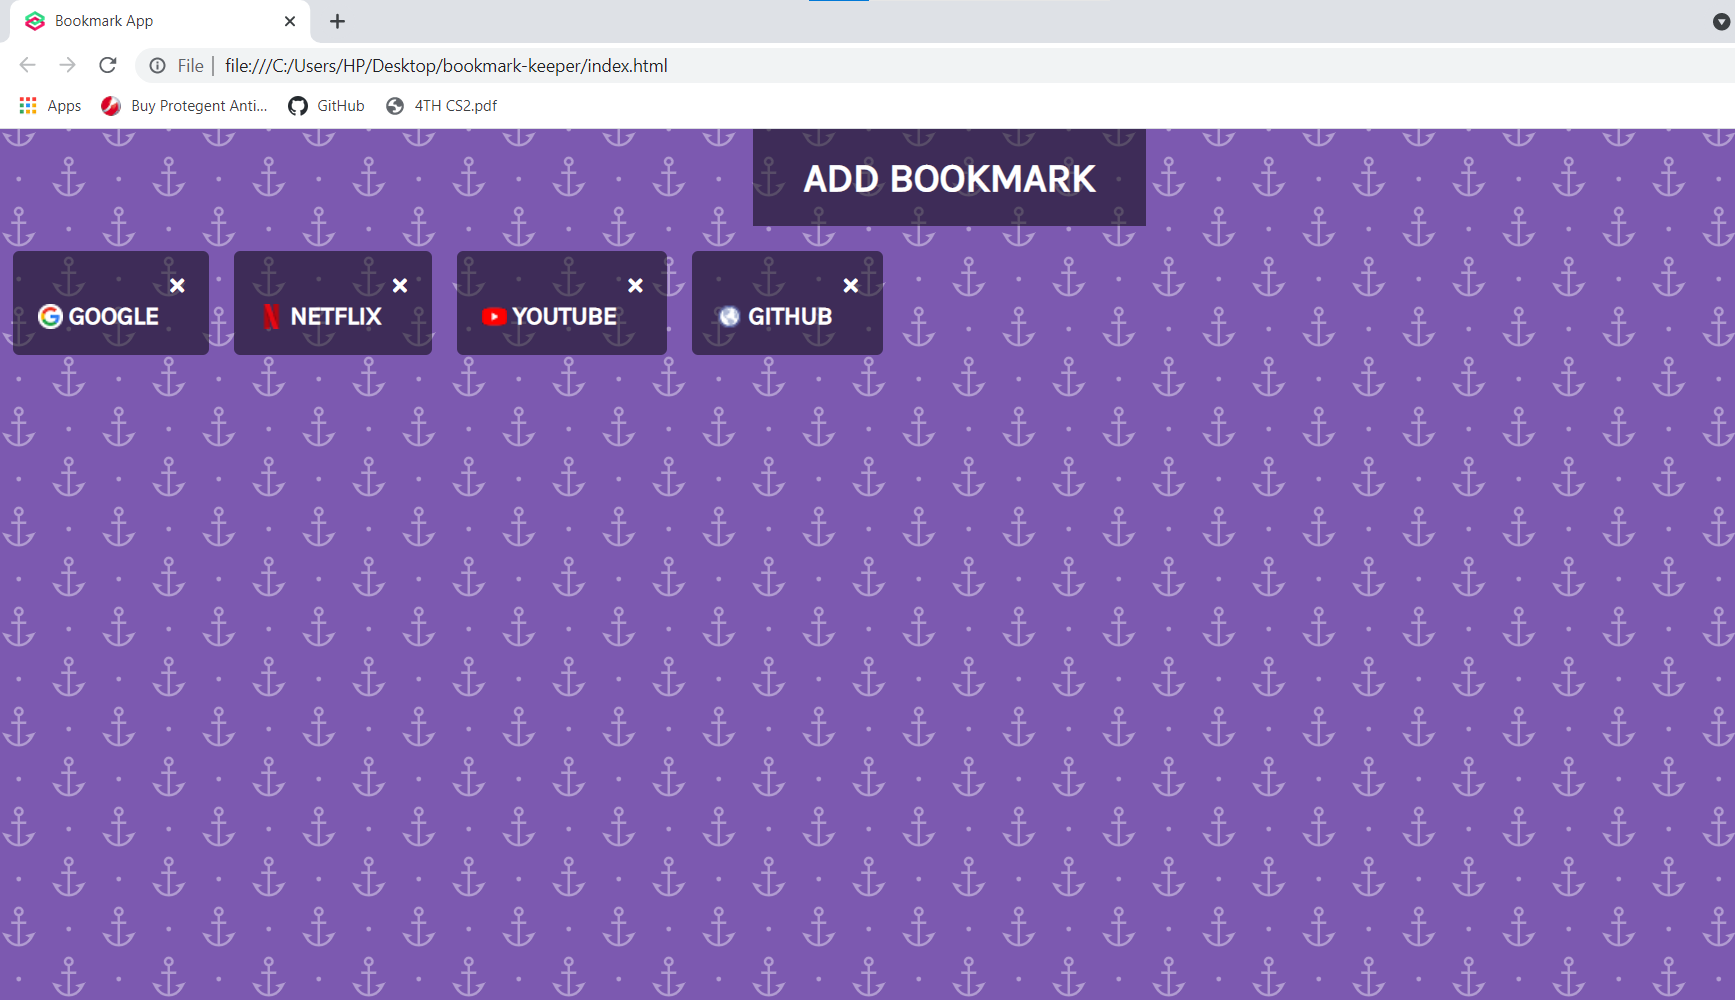 Bookmark App
File file:///C:/Users/HP/Desktop/bookmark-keeper/index.html
Apps Buy Protegent Anti... GitHub 4TH CS2.pdf
ADD BOOKMARK
GOOGLE NETFLIX YOUTUBE GITHUB